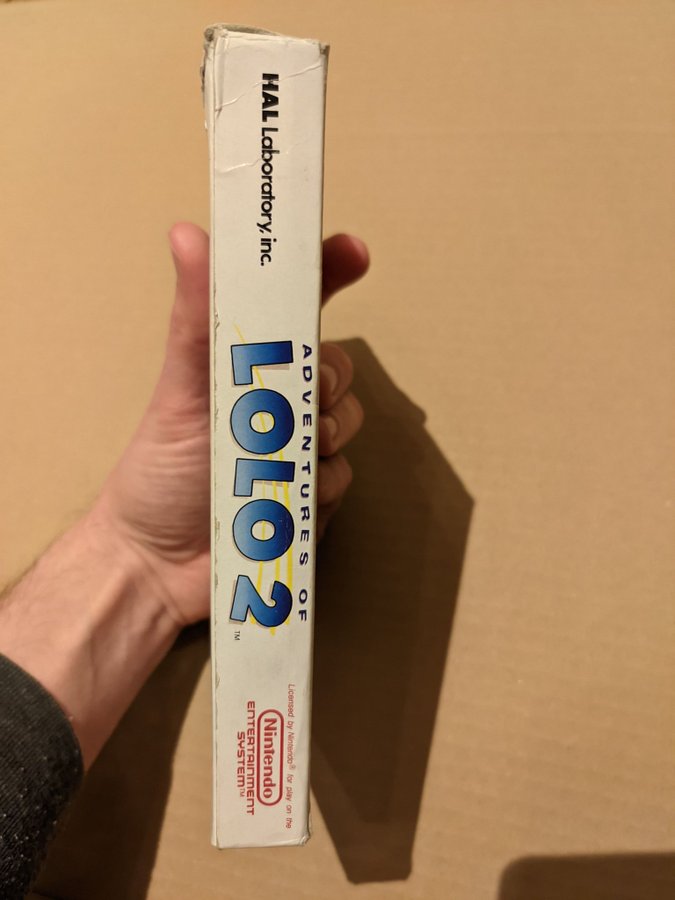 HAL Laboratory, inc.
ADVENTURES OF
LOLO 2
TM
Licensed by Nintendo® for play on the
Nintendo
ENTERTAINMENT
SYSTEM™